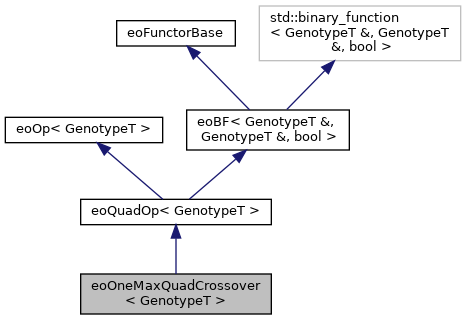 std::binary_function
< GenotypeT &, GenotypeT
&, bool >
eoFunctorBase
eoBF< GenotypeT &,
GenotypeT &, bool >
eoOp< GenotypeT >
eoQuadOp< GenotypeT >
eoOneMaxQuadCrossover
< GenotypeT >